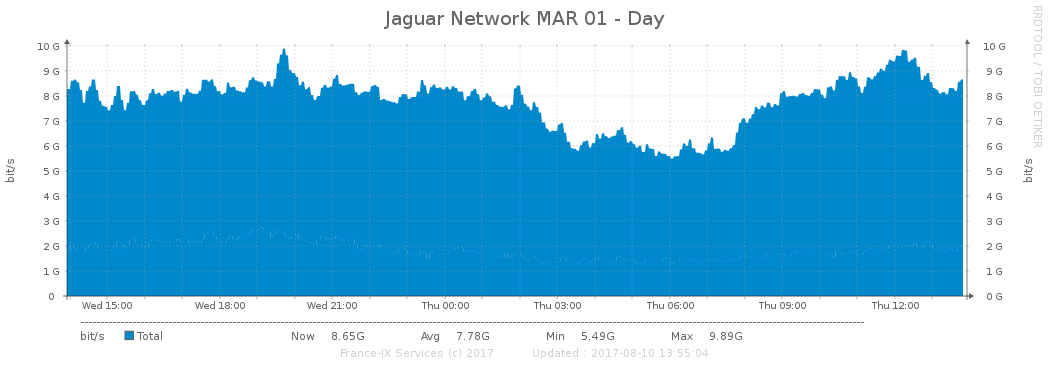 Jaguar Network MAR 01 - Day
RRDTOOL / TOBI OETIKER
10 G 10 G
9 G 9 G
8 G 8 G
7 G 7 G
6 G 6 G
5 G 5 G
4 G 4 G
3 G 3 G
2 G 2 G
1 G 1 G
0 0 G
bit/s
bit/s
Wed 15:00 Wed 18:00 Wed 21:00 Thu 00:00 Thu 03:00 Thu 06:00 Thu 09:00 Thu 12:00
bit/s Total Now 8.65G Avg 7.78G Min 5.49G Max 9.89G
France-IX Services (c) 2017 Updated : 2017-08-10 13:55:04